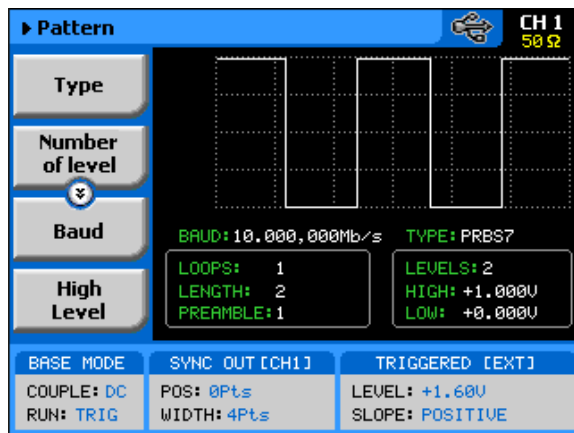 Pattern
CH 1
50 Ω
Type
Number
of level
Baud
High
Level
BAUD:10.000,000Mb/s TYPE:PRBS7
LOOPS: 1
LENGTH: 2
PREAMBLE:1
LEVELS:2
HIGH:+1.000V
LOW: +0.000V
BASE MODE
COUPLE: DC
RUN: TRIG
SYNC OUT[CH1]
POS: 0Pts
WIDTH:4Pts
TRIGGERED [EXT]
LEVEL: +1.60V
SLOPE: POSITIVE